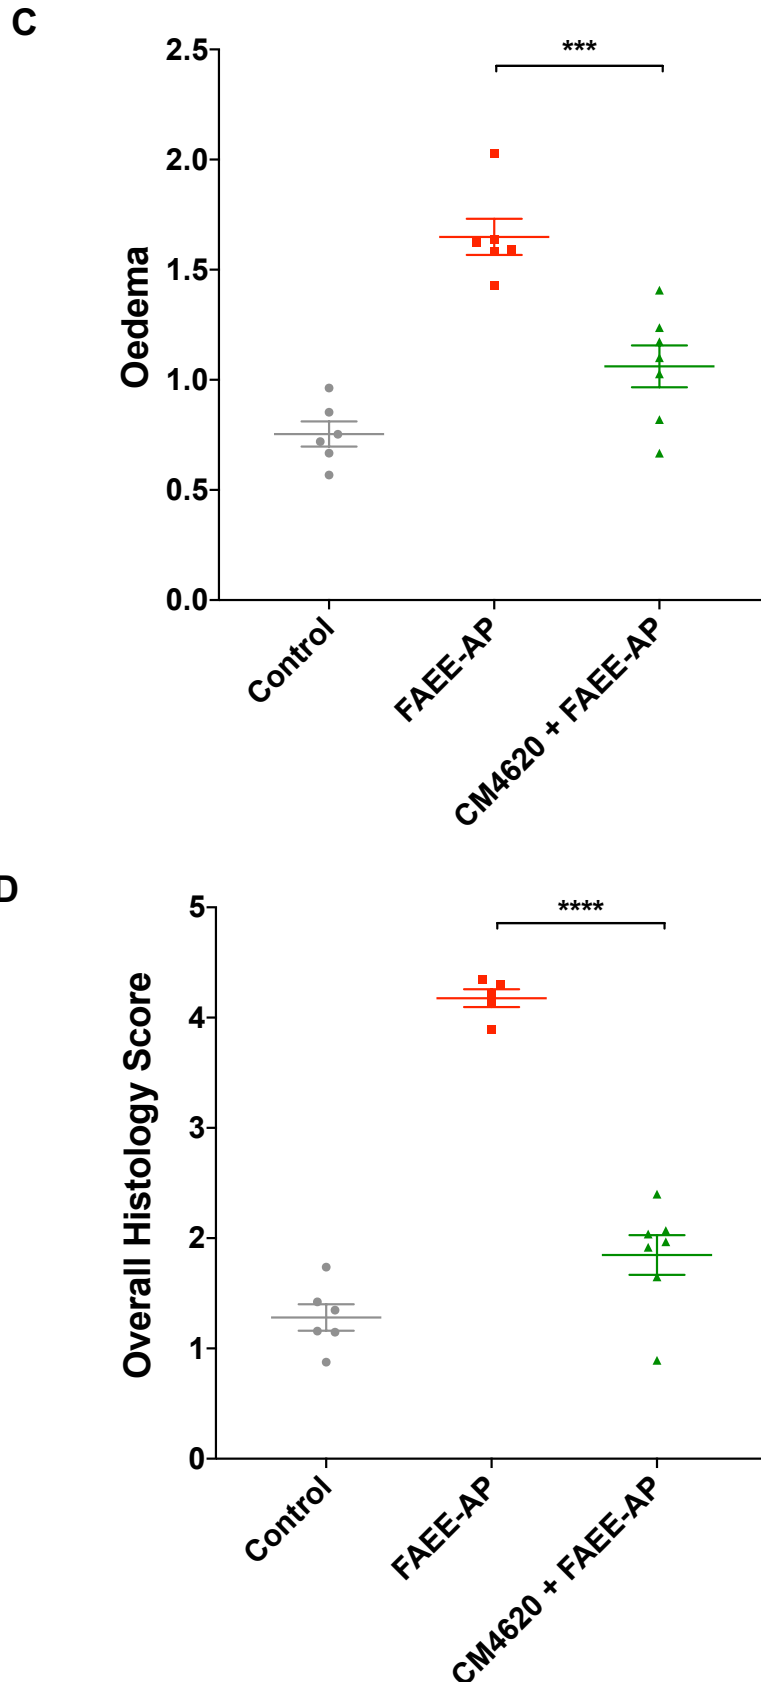 C
***
2.5
2.0
1.5
1.0
0.5
0.0
Oedema
Control
FAEE-AP
CM4620 + FAEE-AP
D
****
5
4
3
2
1
0
Overall Histology Score
Control
FAEE-AP
CM4620 + FAEE-AP